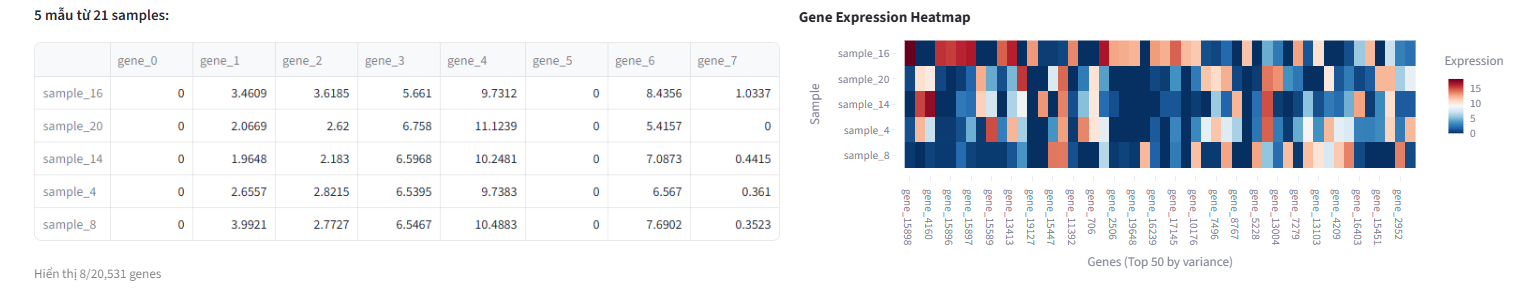 5 mẫu từ 21 samples:
gene_0 gene_1 gene_2 gene_3 gene_4 gene_5 gene_6 gene_7
sample_16 0 3.4609 3.6185 5.661 9.7312 0 8.4356 1.0337
sample_20 0 2.0669 2.62 6.758 11.1239 0 5.4157 0
sample_14 0 1.9648 2.183 6.5968 10.2481 0 7.0873 0.4415
sample_4 0 2.6557 2.8215 6.5395 9.7383 0 6.567 0.361
sample_8 0 3.9921 2.7727 6.5467 10.4883 0 7.6902 0.3523
Hiển thị 8/20,531 genes
Gene Expression Heatmap
Sample
sample_16
sample_20
sample_14
sample_4
sample_8
gene_15898
gene_4160
gene_15896
gene_15897
gene_15589
gene_13413
gene_19127
gene_15447
gene_11392
gene_706
gene_2506
gene_19648
gene_16239
gene_17145
gene_10176
gene_7496
gene_8767
gene_5228
gene_13004
gene_7279
gene_13103
gene_4209
gene_16403
gene_15451
gene_2952
Genes (Top 50 by variance)
Expression
15
10
5
0